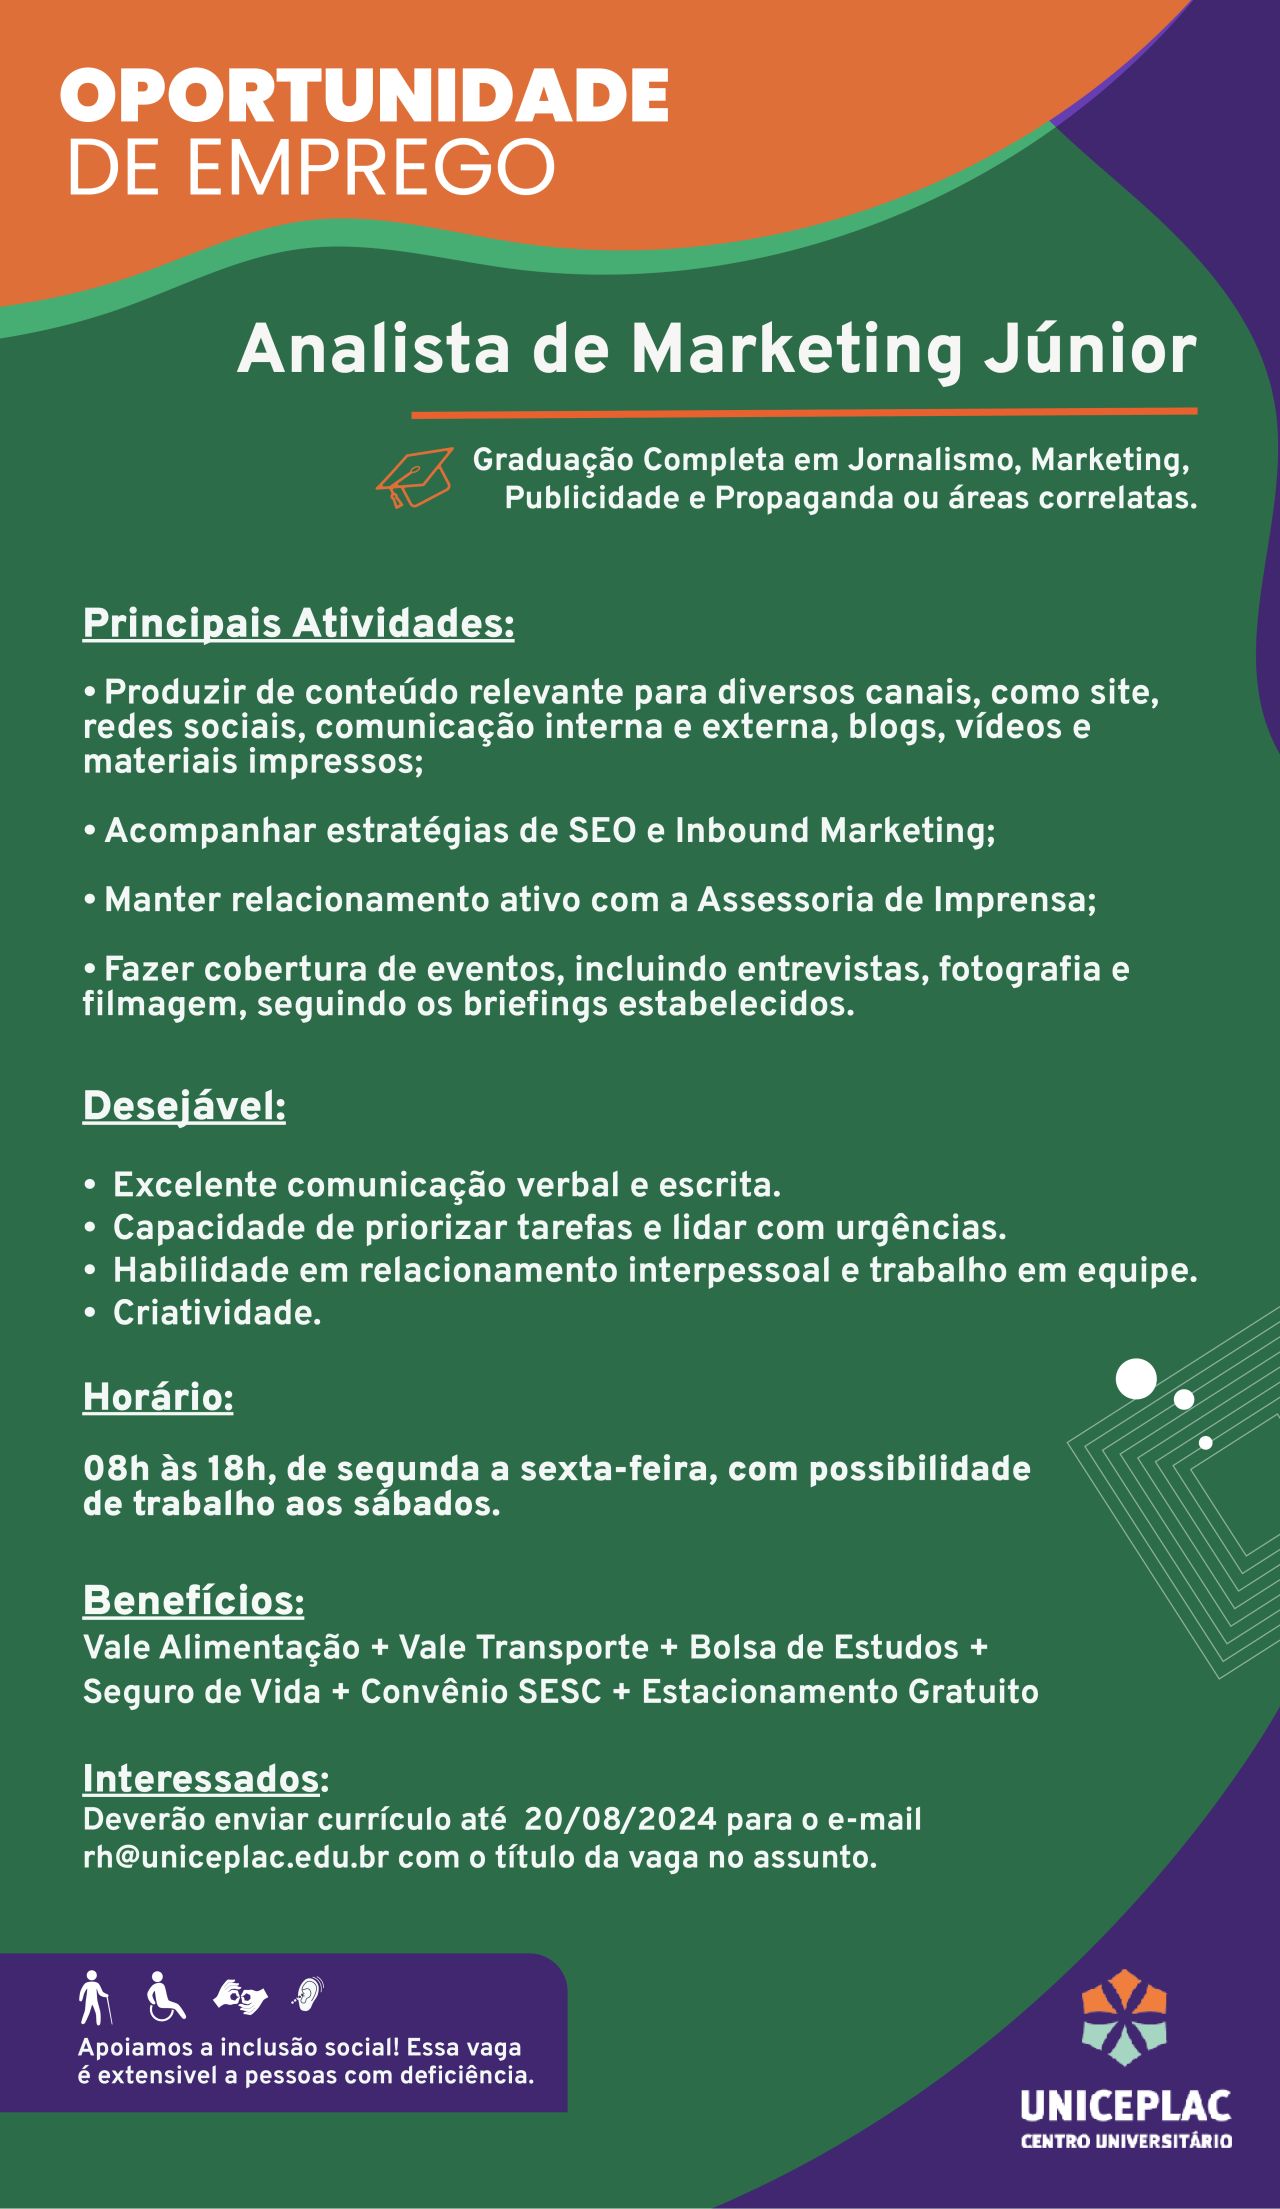 OPORTUNIDADE
DE EMPREGO
Analista de Marketing Júnior
Graduação Completa em Jornalismo, Marketing,
Publicidade e Propaganda ou áreas correlatas.
Principais Atividades:
• Produzir de conteúdo relevante para diversos canais, como site,
redes sociais, comunicação interna e externa, blogs, vídeos e
materiais impressos;
• Acompanhar estratégias de SEO e Inbound Marketing;
• Manter relacionamento ativo com a Assessoria de Imprensa;
• Fazer cobertura de eventos, incluindo entrevistas, fotografia e
filmagem, seguindo os briefings estabelecidos.
Desejável:
• Excelente comunicação verbal e escrita.
• Capacidade de priorizar tarefas e lidar com urgências.
• Habilidade em relacionamento interpessoal e trabalho em equipe.
• Criatividade.
Horário:
08h às 18h, de segunda a sexta-feira, com possibilidade
de trabalho aos sábados.
Benefícios:
Vale Alimentação + Vale Transporte + Bolsa de Estudos +
Seguro de Vida + Convênio SESC + Estacionamento Gratuito
Interessados:
Deverão enviar currículo até 20/08/2024 para o e-mail
rh@uniceplac.edu.br com o título da vaga no assunto.
Apoiamos a inclusão social! Essa vaga
é extensivel a pessoas com deficiência.
UNICEPLAC
CENTRO UNIVERSITÁRIO